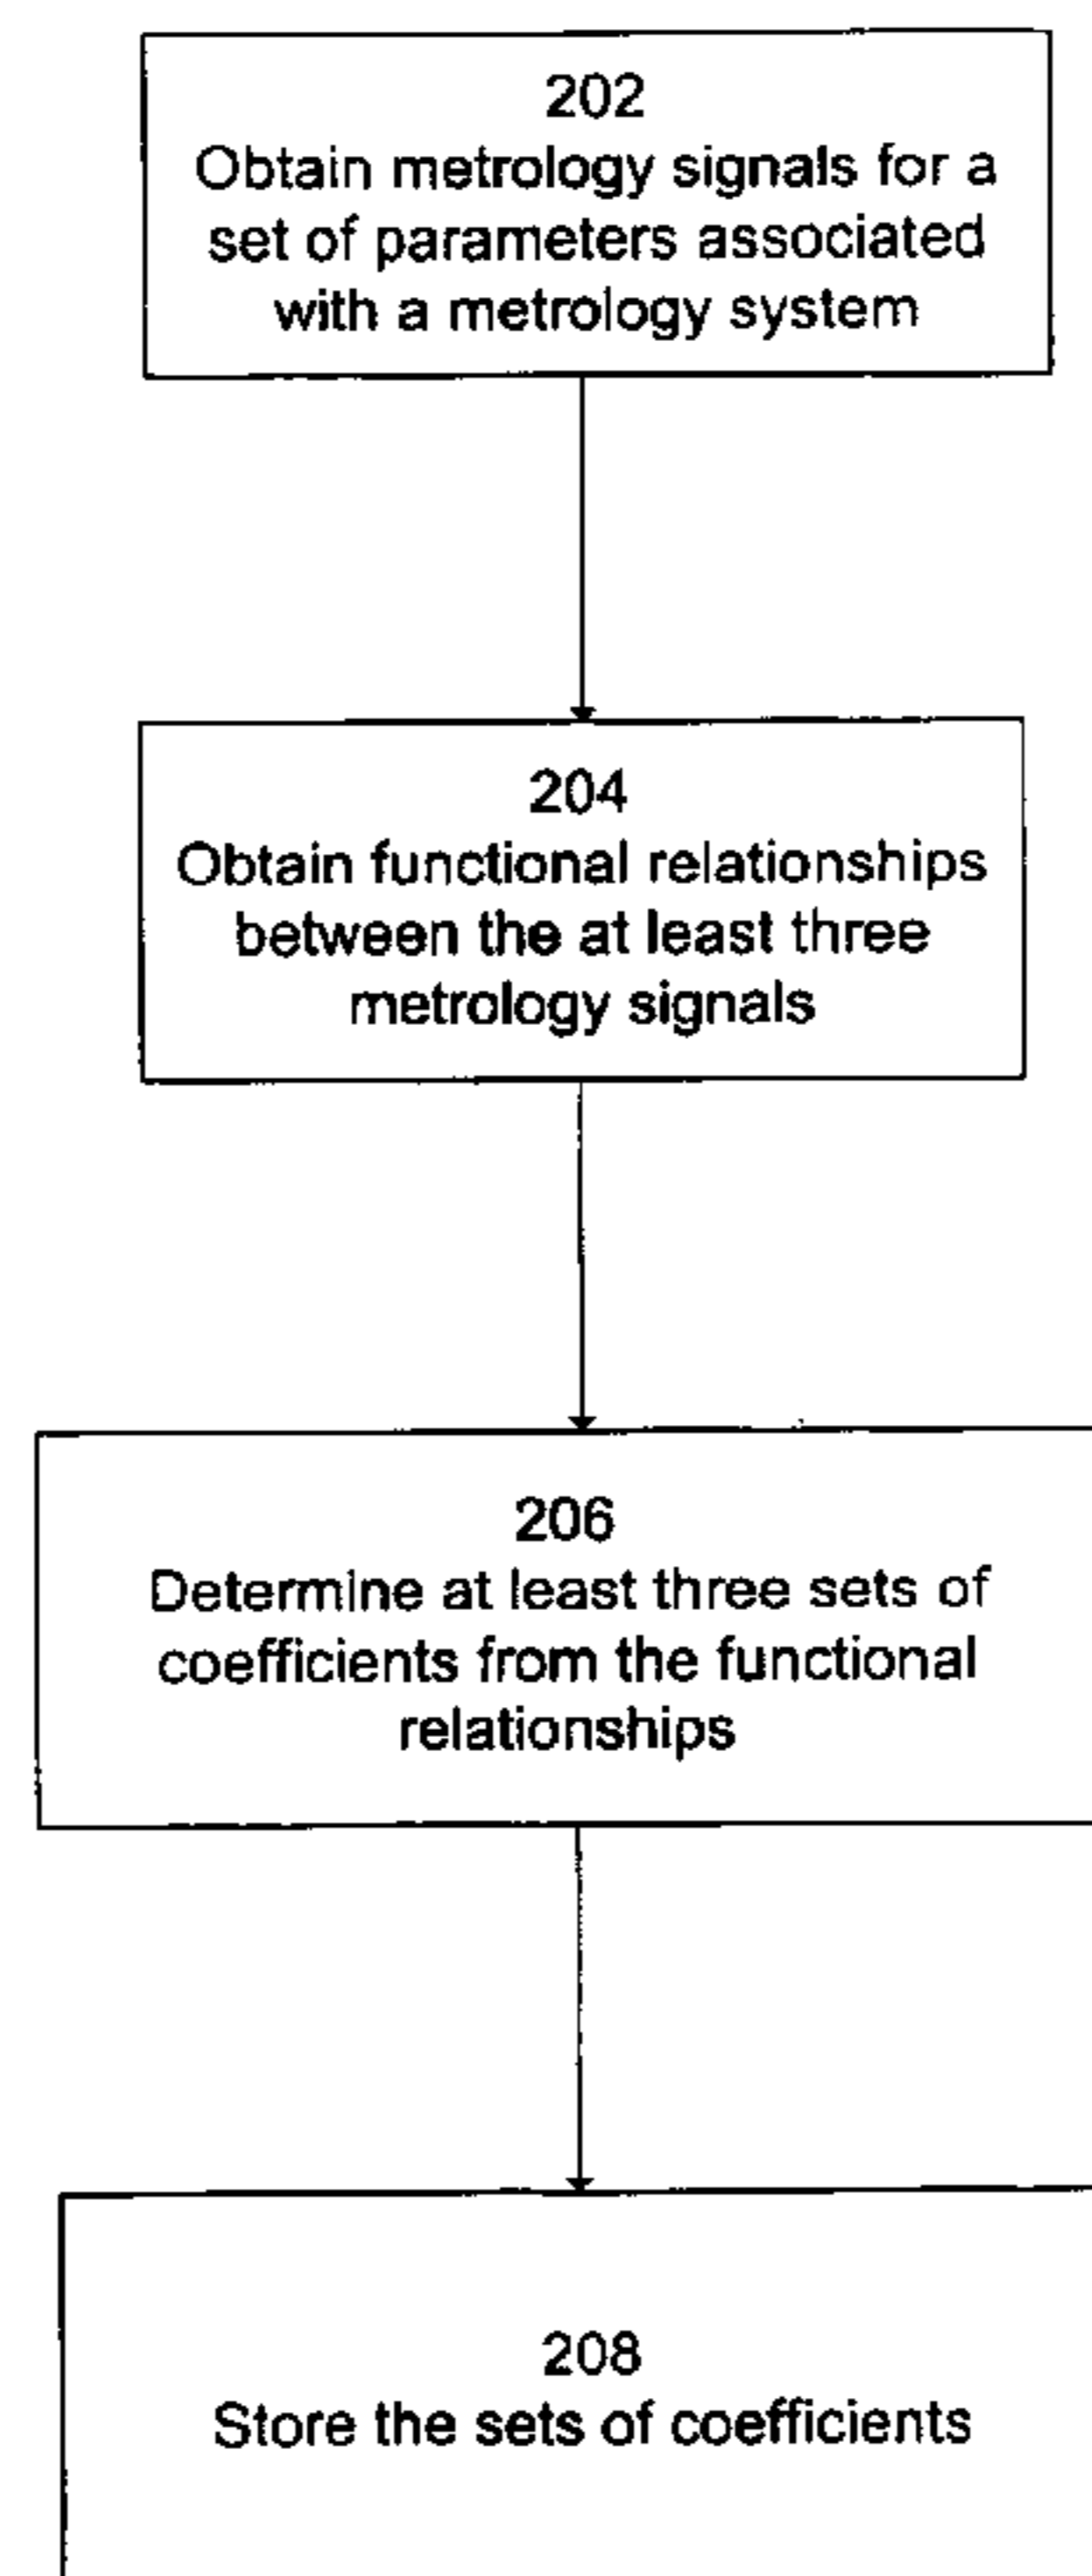 202
Obtain metrology signals for a
set of parameters associated
with a metrology system
204
Obtain functional relationships
between the at least three
metrology signals
206
Determine at least three sets of
coefficients from the functional
relationships
208
Store the sets of coefficients